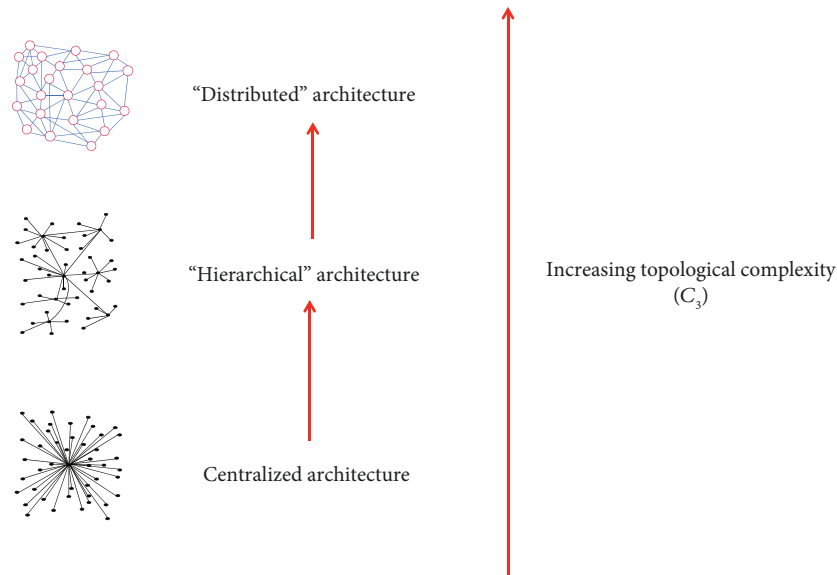 “Distributed” architecture
“Hierarchical” architecture
Increasing topological complexity
(C₃)
Centralized architecture